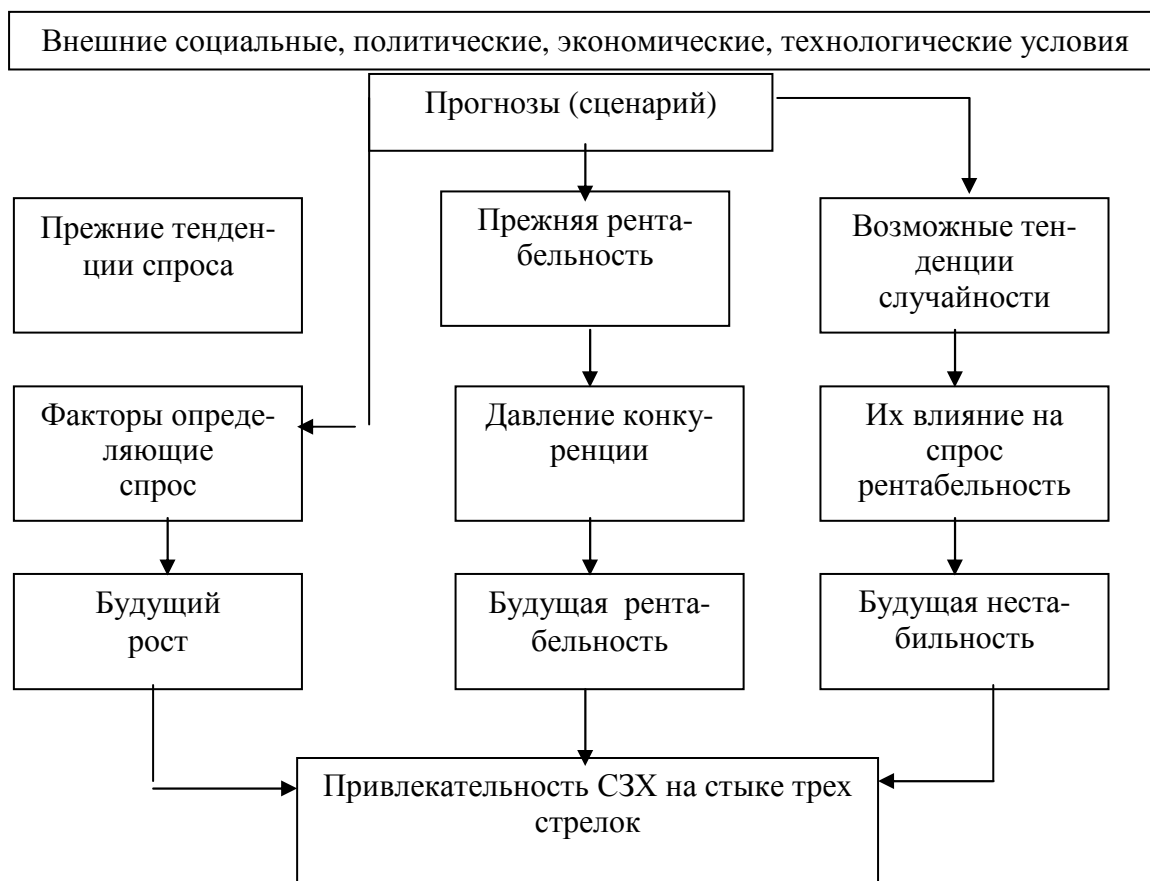 Внешние социальные, политические, экономические, технологические условия
Прогнозы (сценарий)
Прежние тенден-
ции спроса
Прежняя рента-
бельность
Возможные тен-
денции
случайности
Факторы опреде-
ляющие
спрос
Давление конку-
ренции
Их влияние на
спрос
рентабельность
Будущий
рост
Будущая рента-
бельность
Будущая неста-
бильность
Привлекательность СЗХ на стыке трех
стрелок